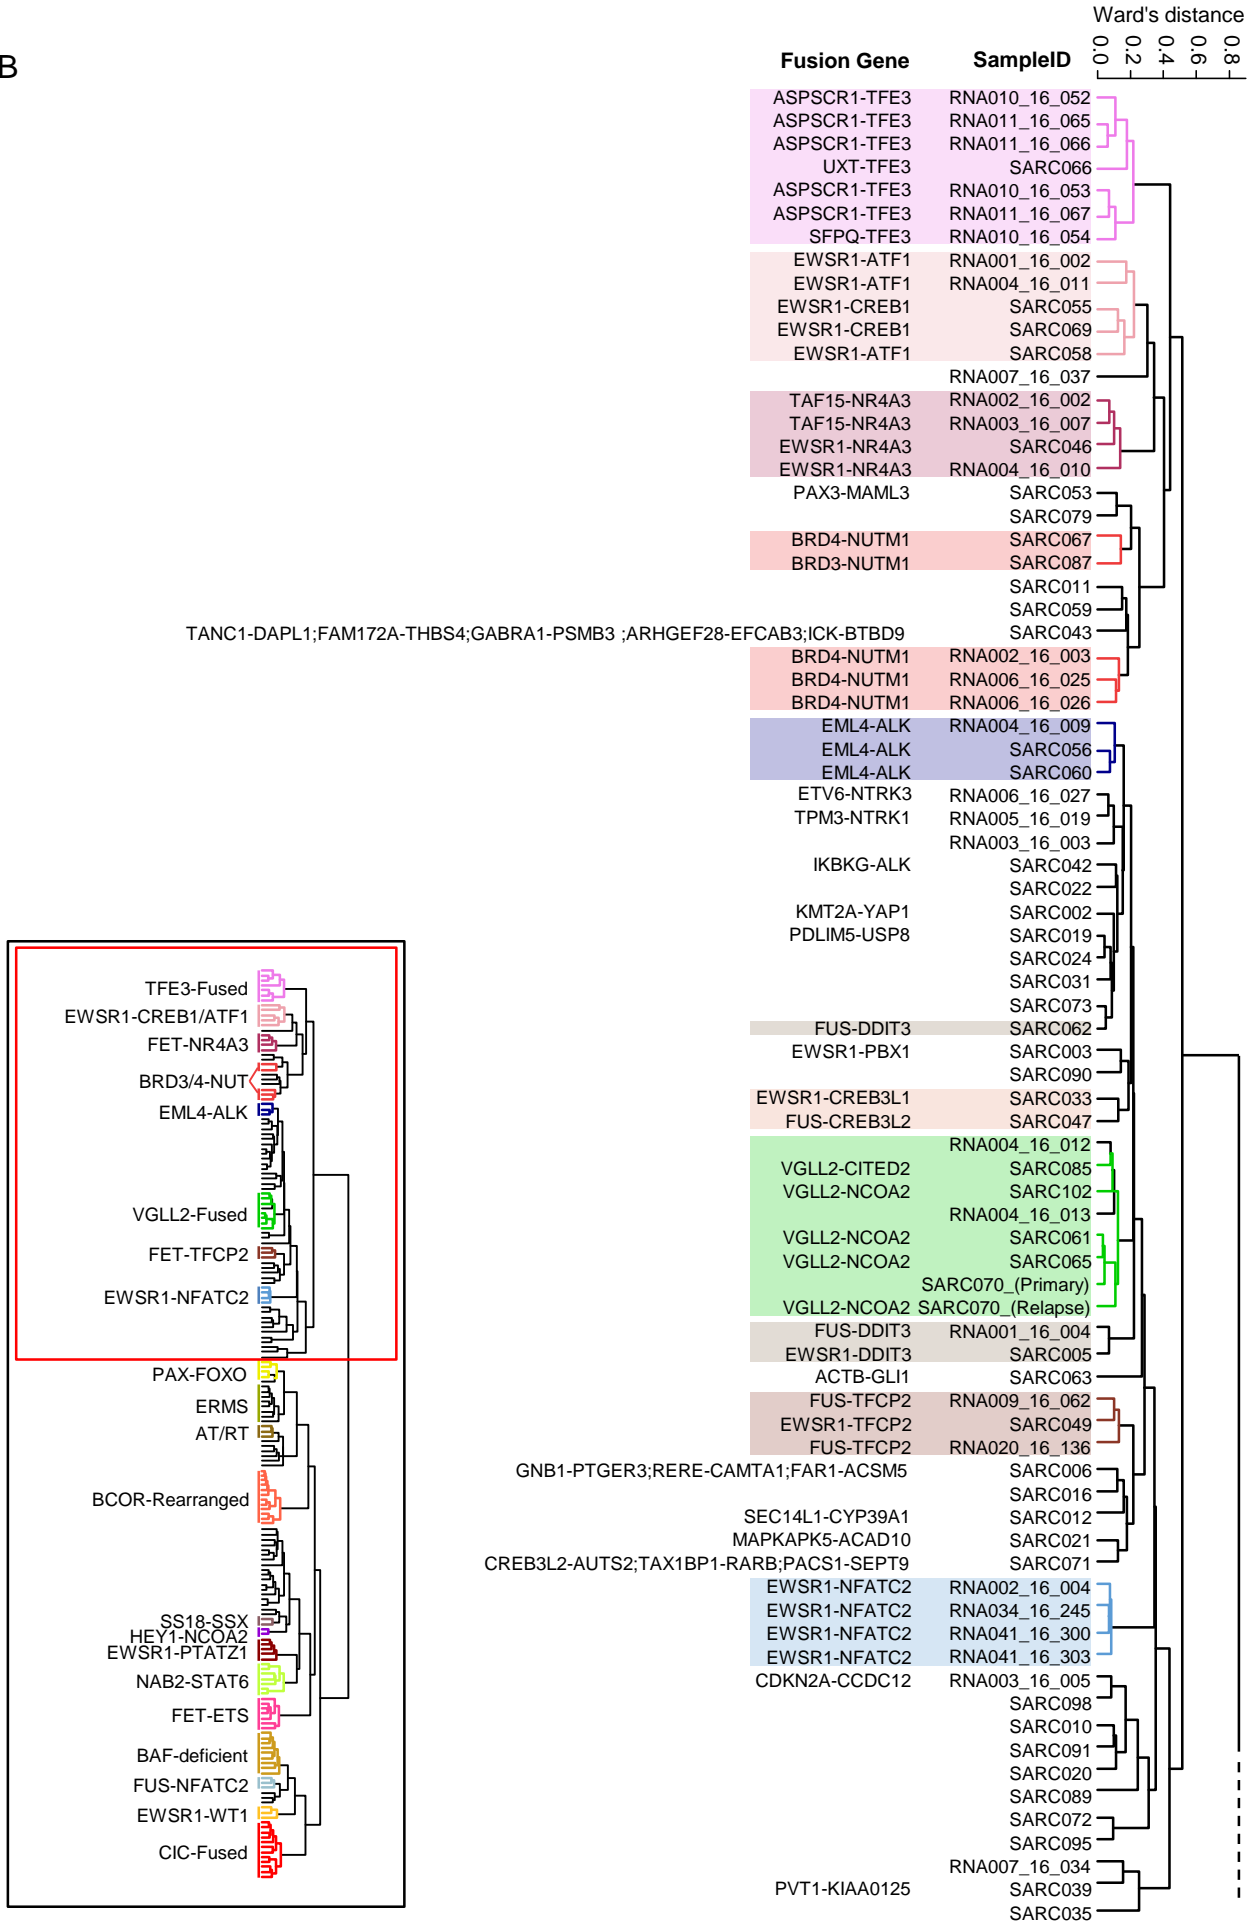 Ward's distance
0.0 0.2 0.4 0.6 0.8
B
Fusion Gene SampleID
ASPSCR1-TFE3 RNA010_16_052
ASPSCR1-TFE3 RNA011_16_065
ASPSCR1-TFE3 RNA011_16_066
UXT-TFE3 SARC066
ASPSCR1-TFE3 RNA010_16_053
ASPSCR1-TFE3 RNA011_16_067
SFPQ-TFE3 RNA010_16_054
EWSR1-ATF1 RNA001_16_002
EWSR1-ATF1 RNA004_16_011
EWSR1-CREB1 SARC055
EWSR1-CREB1 SARC069
EWSR1-ATF1 SARC058
RNA007_16_037
TAF15-NR4A3 RNA002_16_002
TAF15-NR4A3 RNA003_16_007
EWSR1-NR4A3 SARC046
EWSR1-NR4A3 RNA004_16_010
PAX3-MAML3 SARC053
SARC079
BRD4-NUTM1 SARC067
BRD3-NUTM1 SARC087
SARC011
SARC059
TANC1-DAPL1;FAM172A-THBS4;GABRA1-PSMB3 ;ARHGEF28-EFCAB3;ICK-BTBD9 SARC043
BRD4-NUTM1 RNA002_16_003
BRD4-NUTM1 RNA006_16_025
BRD4-NUTM1 RNA006_16_026
EML4-ALK RNA004_16_009
EML4-ALK SARC056
EML4-ALK SARC060
ETV6-NTRK3 RNA006_16_027
TPM3-NTRK1 RNA005_16_019
RNA003_16_003
IKBKG-ALK SARC042
SARC022
KMT2A-YAP1 SARC002
PDLIM5-USP8 SARC019
SARC024
SARC031
SARC073
FUS-DDIT3 SARC062
EWSR1-PBX1 SARC003
SARC090
EWSR1-CREB3L1 SARC033
FUS-CREB3L2 SARC047
RNA004_16_012
VGLL2-CITED2 SARC085
VGLL2-NCOA2 SARC102
RNA004_16_013
VGLL2-NCOA2 SARC061
VGLL2-NCOA2 SARC065
SARC070_(Primary)
VGLL2-NCOA2 SARC070_(Relapse)
FUS-DDIT3 RNA001_16_004
EWSR1-DDIT3 SARC005
ACTB-GLI1 SARC063
FUS-TFCP2 RNA009_16_062
EWSR1-TFCP2 SARC049
FUS-TFCP2 RNA020_16_136
GNB1-PTGER3;RERE-CAMTA1;FAR1-ACSM5 SARC006
SARC016
SEC14L1-CYP39A1 SARC012
MAPKAPK5-ACAD10 SARC021
CREB3L2-AUTS2;TAX1BP1-RARB;PACS1-SEPT9 SARC071
EWSR1-NFATC2 RNA002_16_004
EWSR1-NFATC2 RNA034_16_245
EWSR1-NFATC2 RNA041_16_300
EWSR1-NFATC2 RNA041_16_303
CDKN2A-CCDC12 RNA003_16_005
SARC098
SARC010
SARC091
SARC020
SARC089
SARC072
SARC095
RNA007_16_034
PVT1-KIAA0125 SARC039
SARC035
TFE3-Fused
EWSR1-CREB1/ATF1
FET-NR4A3
BRD3/4-NUT
EML4-ALK
VGLL2-Fused
FET-TFCP2
EWSR1-NFATC2
PAX-FOXO
ERMS
AT/RT
BCOR-Rearranged
SS18-SSX
HEY1-NCOA2
EWSR1-PTATZ1
NAB2-STAT6
FET-ETS
BAF-deficient
FUS-NFATC2
EWSR1-WT1
CIC-Fused